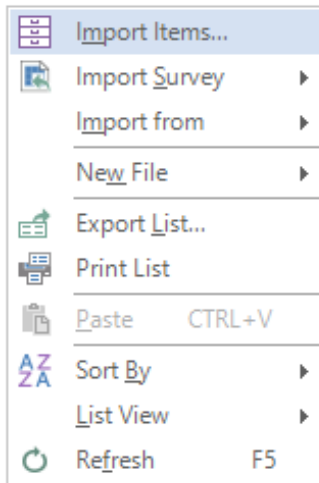 Import Items...
Import Survey
Import from
New File
Export List...
Print List
Paste CTRL+V
Sort By
List View
Refresh F5